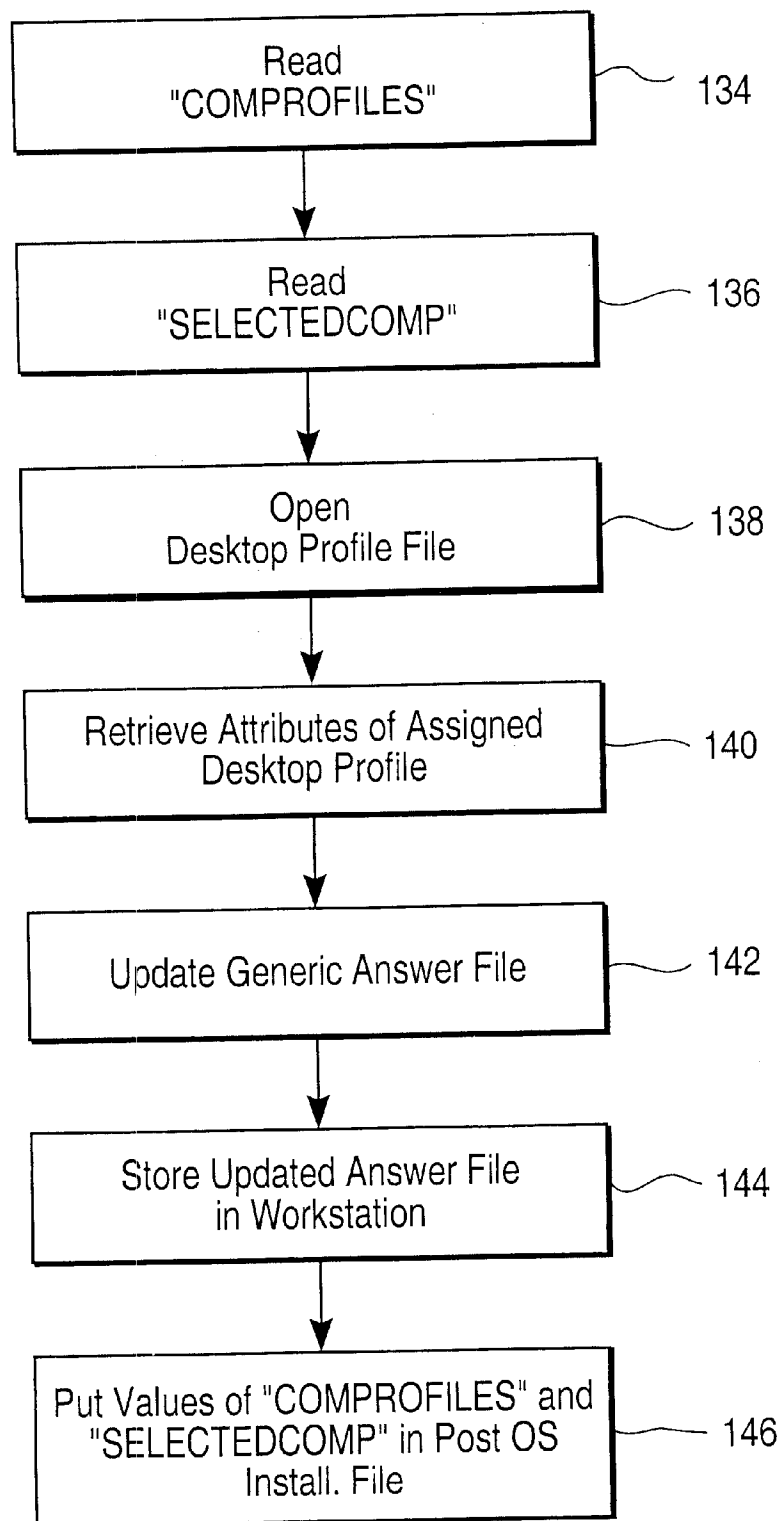 Read
"COMPROFILES"
134
Read
"SELECTEDCOMP"
136
Open
Desktop Profile File
138
Retrieve Attributes of Assigned
Desktop Profile
140
Update Generic Answer File
142
Store Updated Answer File
in Workstation
144
Put Values of "COMPROFILES" and
"SELECTEDCOMP" in Post OS
Install. File
146